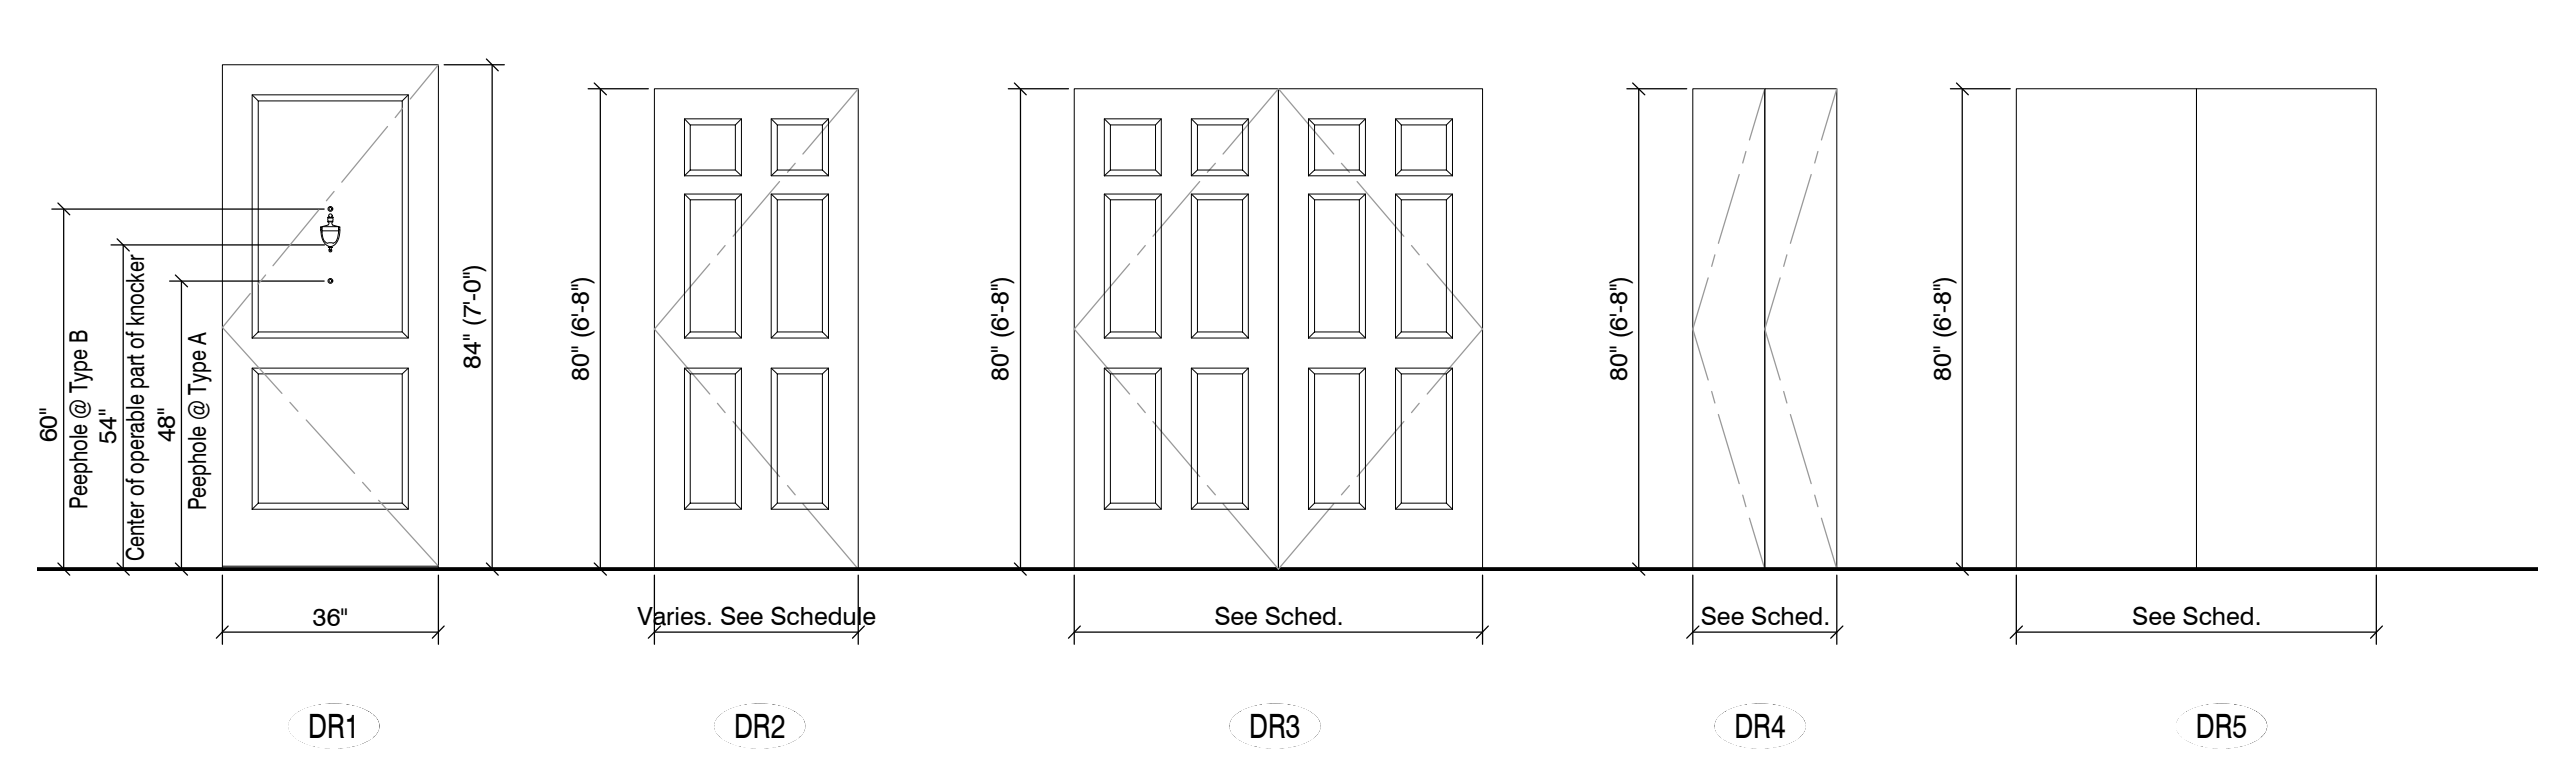 60"
Peephole @ Type B
54"
Center of operable part of knocker
48"
Peephole @ Type A
84" (7'-0")
80" (6'-8")
80" (6'-8")
80" (6'-8")
80" (6'-8")
36"
Varies. See Schedule
See Sched.
See Sched.
See Sched.
DR1
DR2
DR3
DR4
DR5